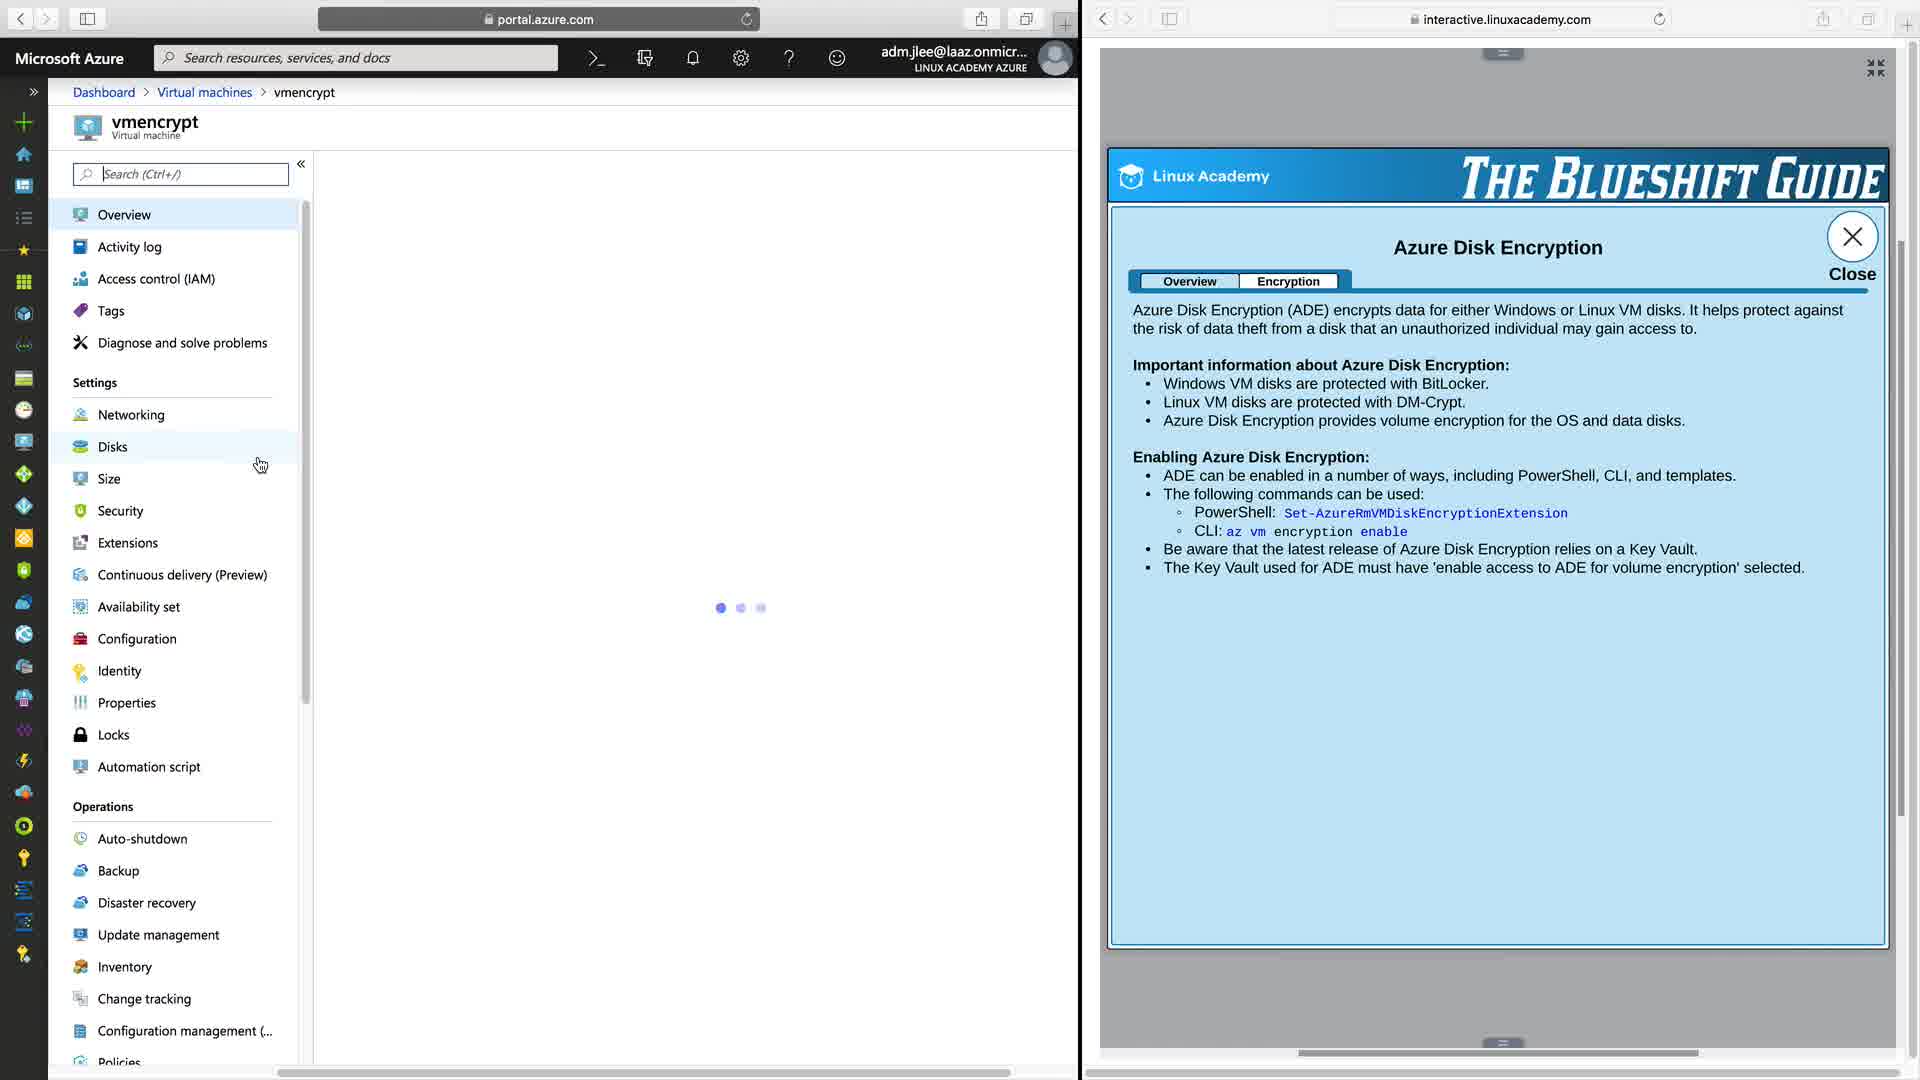 portal.azure.com
Microsoft Azure
Search resources, services, and docs
adm.jlee@laaz.onmicr...
LINUX ACADEMY AZURE
Dashboard > Virtual machines > vmencrypt
vmencrypt
Virtual machine
Search (Ctrl+/)
Overview
Activity log
Access control (IAM)
Tags
Diagnose and solve problems
Settings
Networking
Disks
Size
Security
Extensions
Continuous delivery (Preview)
Availability set
Configuration
Identity
Properties
Locks
Automation script
Operations
Auto-shutdown
Backup
Disaster recovery
Update management
Inventory
Change tracking
Configuration management (...
Policies
interactive.linuxacademy.com
Linux Academy
THE BLUESHIFT GUIDE
Azure Disk Encryption
Close
Overview
Encryption
Azure Disk Encryption (ADE) encrypts data for either Windows or Linux VM disks. It helps protect against
the risk of data theft from a disk that an unauthorized individual may gain access to.
Important information about Azure Disk Encryption:
• Windows VM disks are protected with BitLocker.
• Linux VM disks are protected with DM-Crypt.
• Azure Disk Encryption provides volume encryption for the OS and data disks.
Enabling Azure Disk Encryption:
• ADE can be enabled in a number of ways, including PowerShell, CLI, and templates.
• The following commands can be used:
◦ PowerShell: Set-AzureRmVMDiskEncryptionExtension
◦ CLI: az vm encryption enable
• Be aware that the latest release of Azure Disk Encryption relies on a Key Vault.
• The Key Vault used for ADE must have 'enable access to ADE for volume encryption' selected.